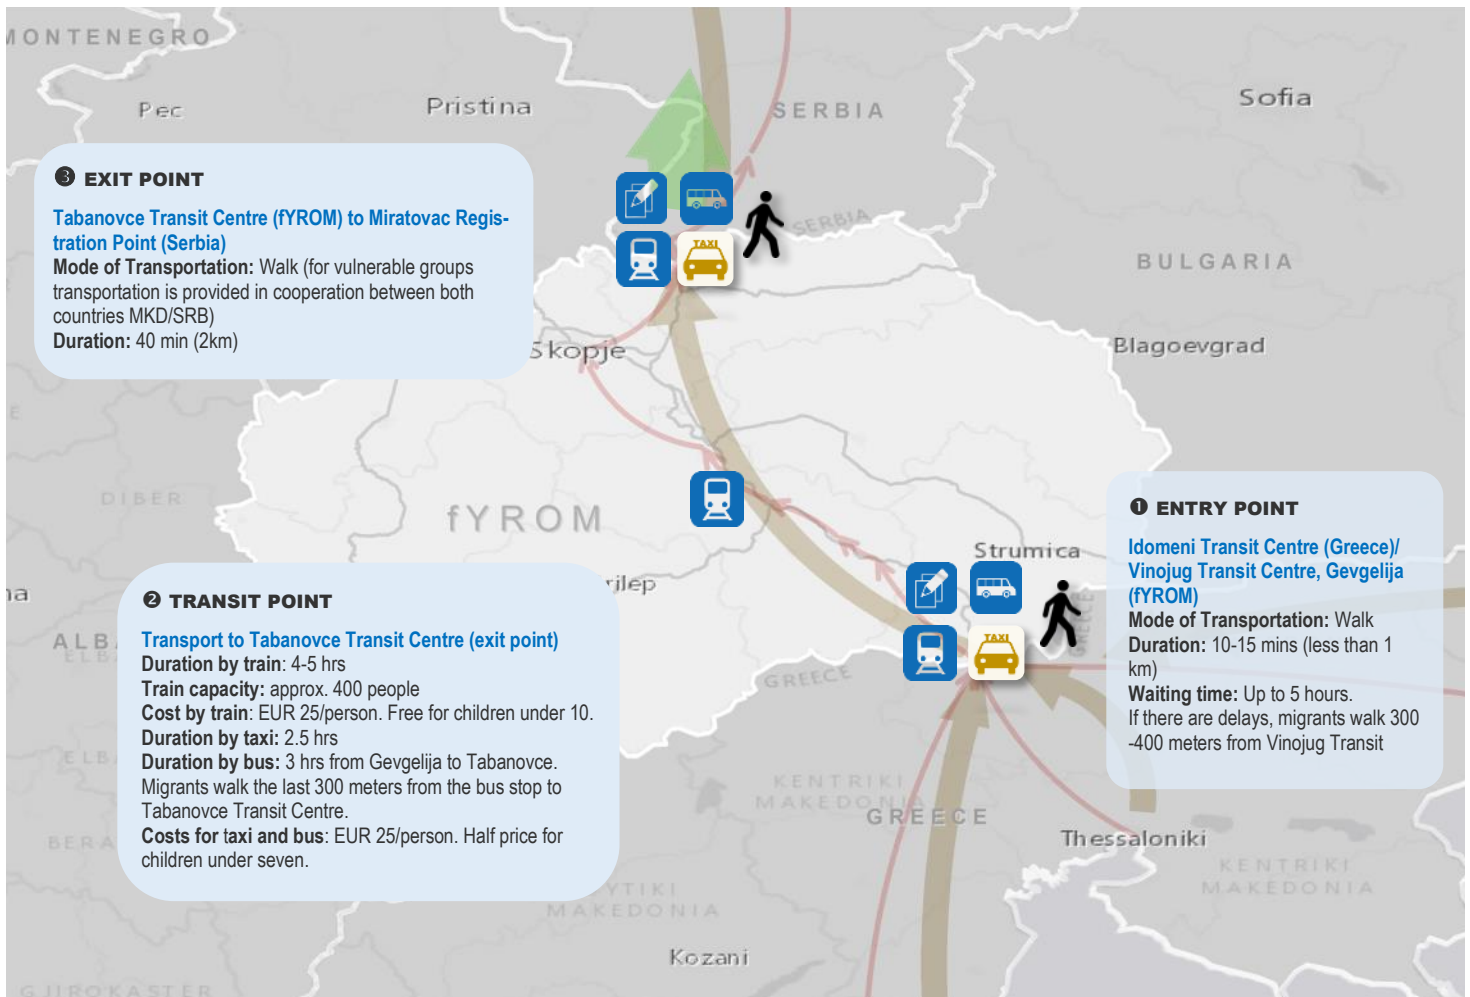 MONTENEGRO
Pec
Pristina
SERBIA
Sofia
❸ EXIT POINT
Tabanovce Transit Centre (fYROM) to Miratovac Regis-
tration Point (Serbia)
Mode of Transportation: Walk (for vulnerable groups
transportation is provided in cooperation between both
countries MKD/SRB)
Duration: 40 min (2km)
TAXI
SERBIA
BULGARIA
Skopje
Blagoevgrad
DIBER
fYROM
❶ ENTRY POINT
Idomeni Transit Centre (Greece)/
Vinojug Transit Centre, Gevgelija
(fYROM)
Mode of Transportation: Walk
Duration: 10-15 mins (less than 1
km)
Waiting time: Up to 5 hours.
If there are delays, migrants walk 300
-400 meters from Vinojug Transit
Strumica
rilep
na
ALB
ELB
TAXI
GREECE
GREECE
❷ TRANSIT POINT
Transport to Tabanovce Transit Centre (exit point)
Duration by train: 4-5 hrs
Train capacity: approx. 400 people
Cost by train: EUR 25/person. Free for children under 10.
Duration by taxi: 2.5 hrs
Duration by bus: 3 hrs from Gevgelija to Tabanovce.
Migrants walk the last 300 meters from the bus stop to
Tabanovce Transit Centre.
Costs for taxi and bus: EUR 25/person. Half price for
children under seven.
ELB
KENTRIKI
MAKEDONIA
GREECE
BERA
Thessaloniki
KENTRIKI
MAKEDONIA
YTIKI
MAKEDONIA
Kozani
GJIROKASTER